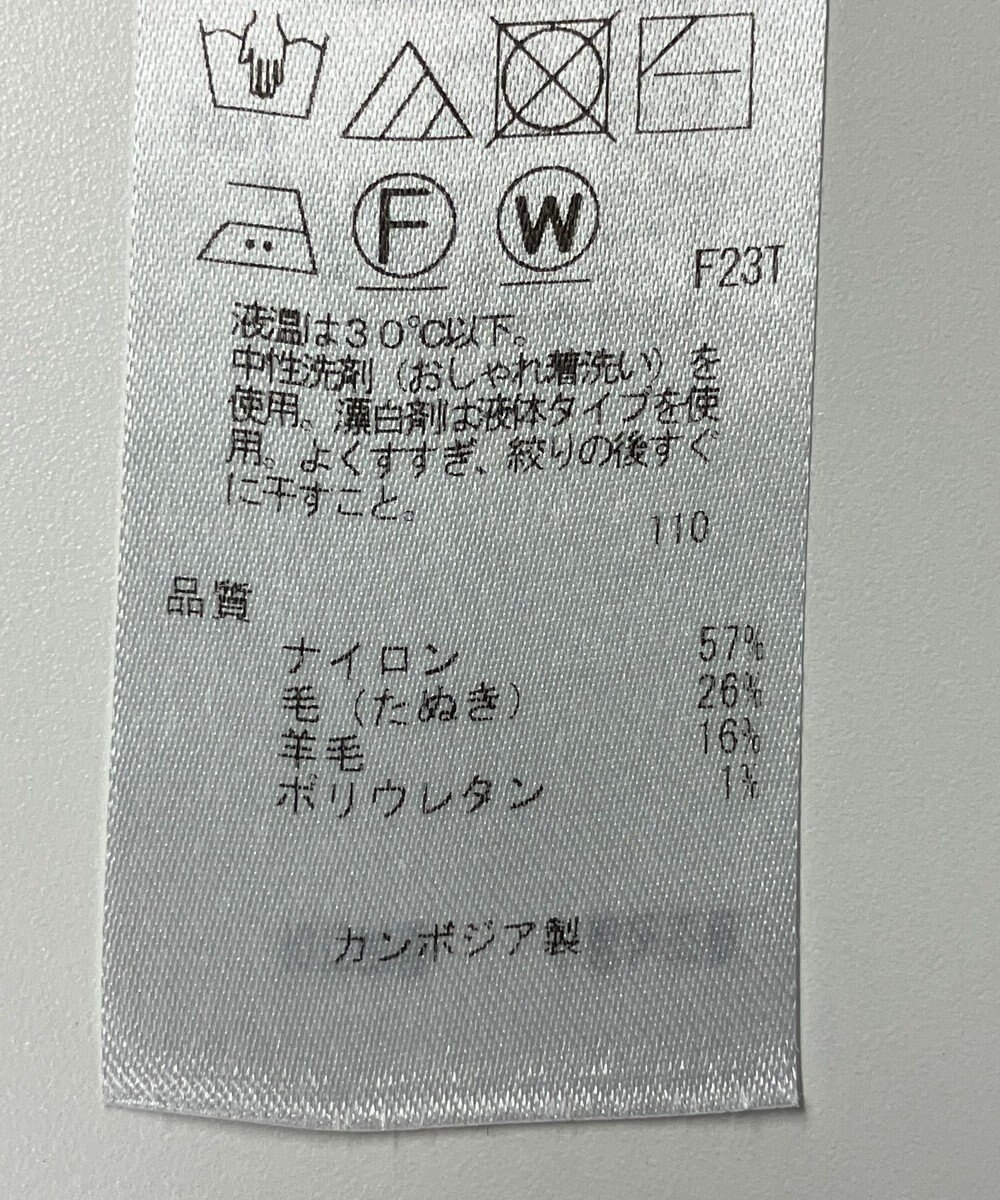 F
W
F23T
液温は30℃以下。
中性洗剤(おしゃれ着洗い)を
使用。漂白剤は液体タイプを使
用。よくすすぎ、絞りの後すぐ
に干すこと。
110
品質
ナイロン 57%
毛(たぬき) 26%
羊毛 16%
ポリウレタン 1%
カンボジア製